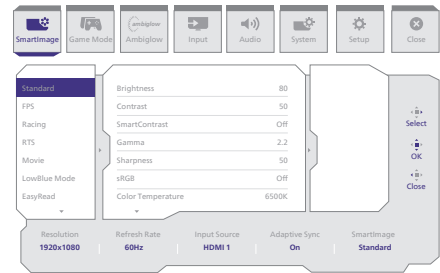 ambiglow
SmartImage Game Mode Ambiglow Input Audio System Setup Close
Standard Brightness 80
FPS Contrast 50
Racing SmartContrast Off
RTS Gamma 2.2
Movie Sharpness 50
LowBlue Mode sRGB Off
EasyRead Color Temperature 6500K
Select
OK
Close
Resolution Refresh Rate Input Source Adaptive Sync SmartImage
1920x1080 60Hz HDMI 1 On Standard